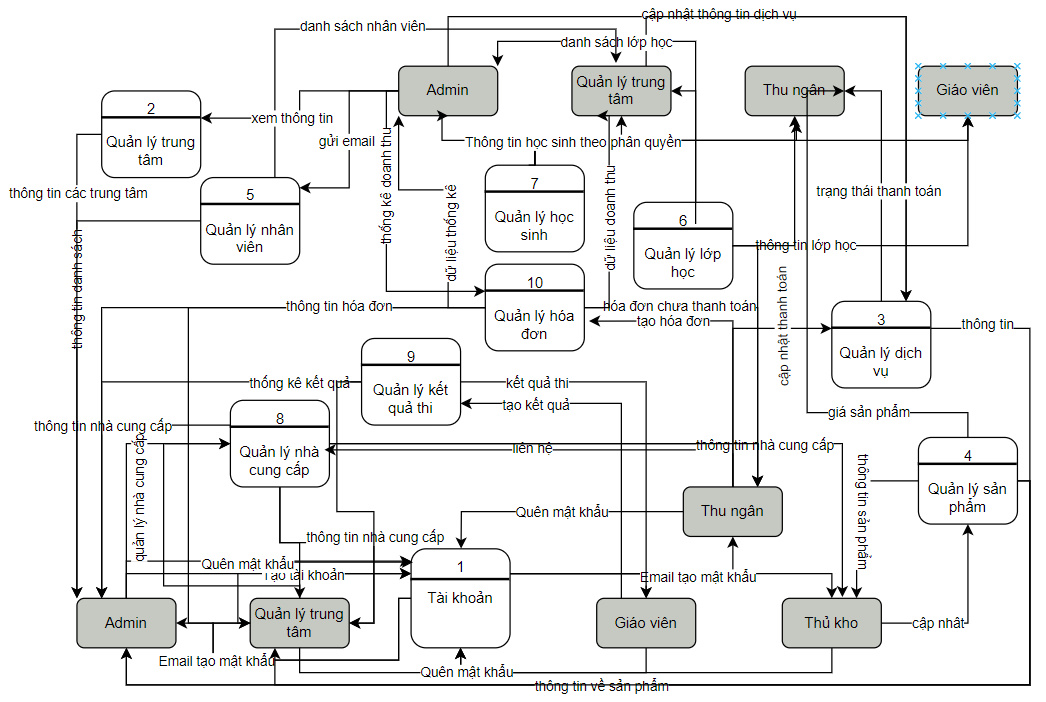 cập nhật thông tin dịch vụ
danh sách nhân viên
danh sách lớp học
Admin
Quản lý trung
tâm
Thu ngân
Giáo viên
2
Quản lý trung
tâm
xem thông tin
gửi email
Thông tin học sinh theo phân quyền
thông tin các trung tâm
5
Quản lý nhân
viên
thống kê doanh thu
dữ liệu thống kê
7
Quản lý học
sinh
dữ liệu doanh thu
6
Quản lý lớp
học
trạng thái thanh toán
thông tin lớp học
thông tin danh sách
10
Quản lý hóa
đơn
thông tin hóa đơn
hóa đơn chưa thanh toán
tạo hóa đơn
cập nhật thanh toán
3
Quản lý dịch
vụ
thông tin
9
Quản lý kết
quả thi
thống kê kết quả
kết quả thi
tạo kết quả
giá sản phẩm
thông tin nhà cung cấp
8
Quản lý nhà
cung cấp
quản lý nhà cung cấp
liên hệ
thông tin nhà cung cấp
thông tin sản phẩm
4
Quản lý sản
phẩm
Thu ngân
Quên mật khẩu
thông tin nhà cung cấp
Quên mật khẩu
Tạo tài khoản
1
Tài khoản
Email tạo mật khẩu
Admin
Quản lý trung
tâm
Giáo viên
Thủ kho
cập nhât
Email tạo mật khẩu
Quên mật khẩu
thông tin về sản phẩm